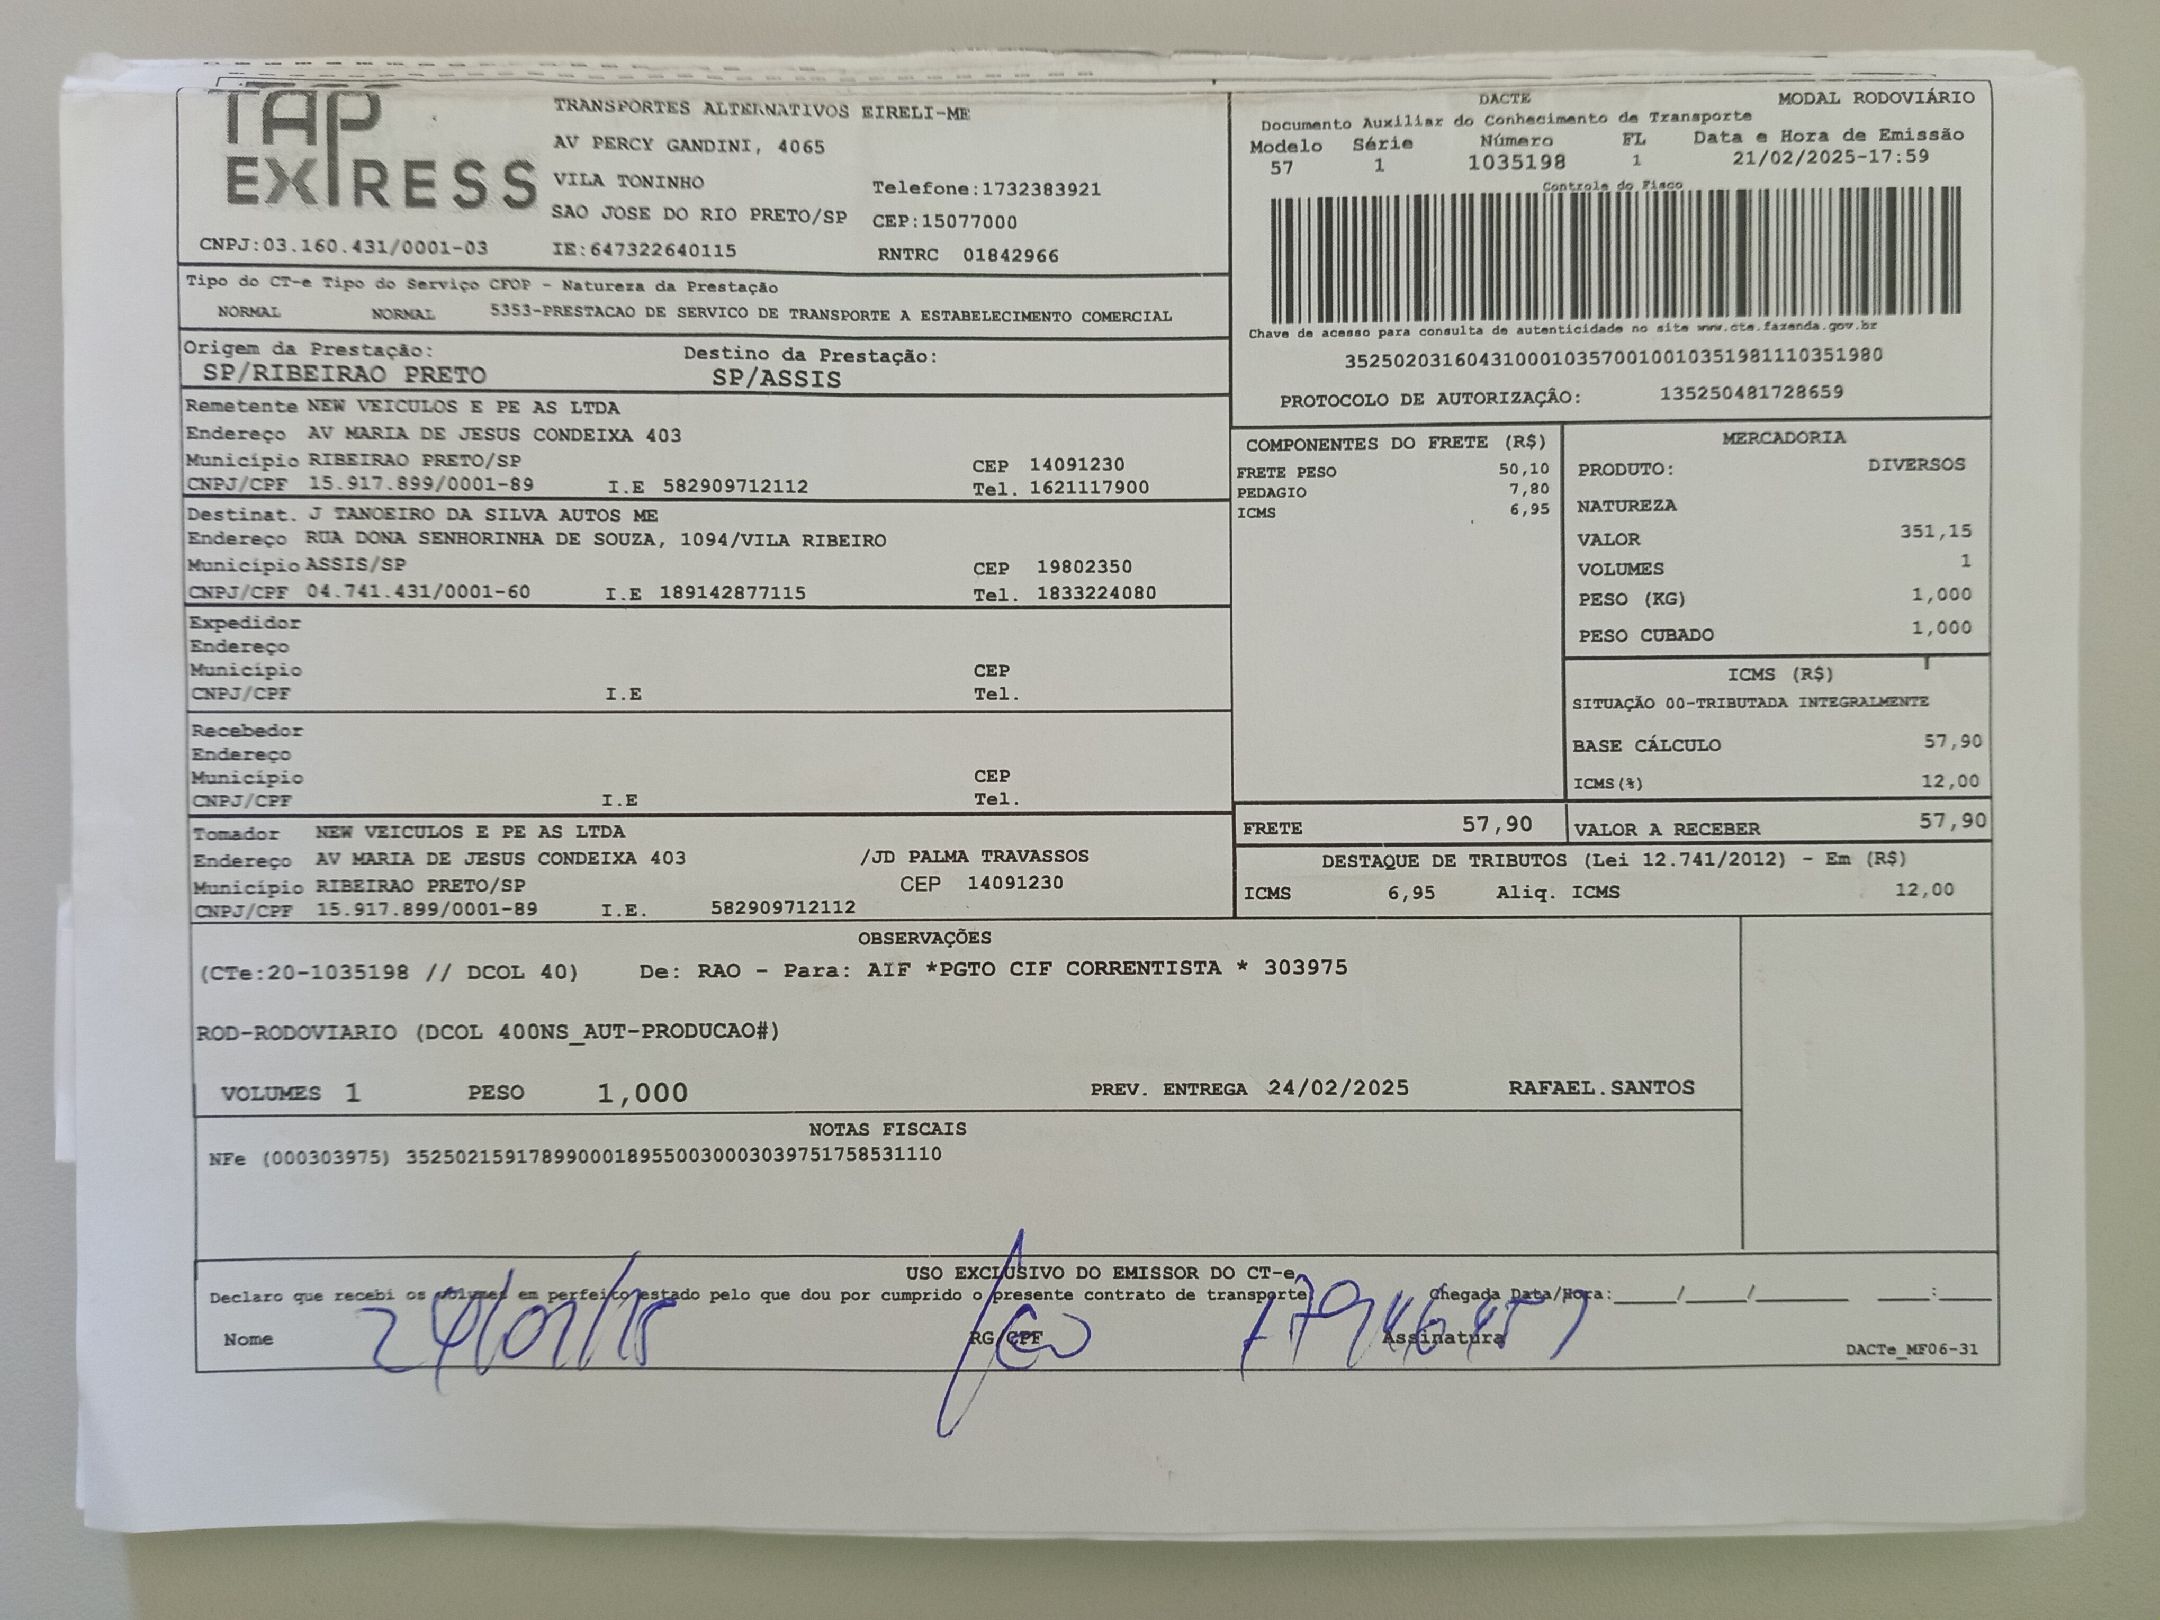 TAP
EXPRESS
TRANSPORTES ALTERNATIVOS EIRELI-ME
AV PERCY GANDINI, 4065
VILA TONINHO
Telefone:1732383921
SAO JOSE DO RIO PRETO/SP
CEP:15077000
CNPJ:03.160.431/0001-03
IE:647322640115
RNTRC 01842966
DACTE
MODAL RODOVIÁRIO
Documento Auxiliar do Conhecimento de Transporte
Modelo Série Número FL Data e Hora de Emissão
57 1 1035198 1 21/02/2025-17:59
Controle do Fisco
Chave de acesso para consulta de autenticidade no site www.cte.fazenda.gov.br
35250203160431000103570010010351981110351980
PROTOCOLO DE AUTORIZAÇÃO: 135250481728659
Tipo do CT-e Tipo do Serviço CFOP - Natureza da Prestação
NORMAL NORMAL 5353-PRESTACAO DE SERVICO DE TRANSPORTE A ESTABELECIMENTO COMERCIAL
Origem da Prestação: Destino da Prestação:
SP/RIBEIRAO PRETO SP/ASSIS
Remetente NEW VEICULOS E PE AS LTDA
Endereço AV MARIA DE JESUS CONDEIXA 403
Município RIBEIRAO PRETO/SP CEP 14091230
CNPJ/CPF 15.917.899/0001-89 I.E 582909712112 Tel. 1621117900
Destinat. J TANOEIRO DA SILVA AUTOS ME
Endereço RUA DONA SENHORINHA DE SOUZA, 1094/VILA RIBEIRO
Município ASSIS/SP CEP 19802350
CNPJ/CPF 04.741.431/0001-60 I.E 189142877115 Tel. 1833224080
Expedidor
Endereço
Município CEP
CNPJ/CPF I.E Tel.
Recebedor
Endereço
Município CEP
CNPJ/CPF I.E Tel.
Tomador NEW VEICULOS E PE AS LTDA
Endereço AV MARIA DE JESUS CONDEIXA 403 /JD PALMA TRAVASSOS
Município RIBEIRAO PRETO/SP CEP 14091230
CNPJ/CPF 15.917.899/0001-89 I.E. 582909712112
COMPONENTES DO FRETE (R$)
FRETE PESO 50,10
PEDAGIO 7,80
ICMS 6,95
MERCADORIA
PRODUTO: DIVERSOS
NATUREZA
VALOR 351,15
VOLUMES 1
PESO (KG) 1,000
PESO CUBADO 1,000
ICMS (R$)
SITUAÇÃO 00-TRIBUTADA INTEGRALMENTE
BASE CÁLCULO 57,90
ICMS(%) 12,00
FRETE 57,90 VALOR A RECEBER 57,90
DESTAQUE DE TRIBUTOS (Lei 12.741/2012) - Em (R$)
ICMS 6,95 Aliq. ICMS 12,00
OBSERVAÇÕES
(CTe:20-1035198 // DCOL 40) De: RAO - Para: AIF *PGTO CIF CORRENTISTA * 303975
ROD-RODOVIARIO (DCOL 400NS_AUT-PRODUCAO#)
VOLUMES 1 PESO 1,000 PREV. ENTREGA 24/02/2025 RAFAEL.SANTOS
NOTAS FISCAIS
NFe (000303975) 35250215917899000189550030003039751758531110
USO EXCLUSIVO DO EMISSOR DO CT-e
Declaro que recebi os volumes em perfeito estado pelo que dou por cumprido o presente contrato de transporte Chegada Data/Hora:____/____/______ ___:___
Nome RG/CPF Assinatura
DACTe_MF06-31